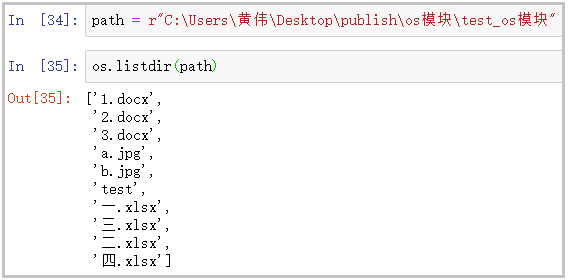 In [34]: path = r"C:\Users\黄伟\Desktop\publish\os模块\test_os模块"
In [35]: os.listdir(path)
Out[35]: ['1.docx',
'2.docx',
'3.docx',
'a.jpg',
'b.jpg',
'test',
'一.xlsx',
'三.xlsx',
'二.xlsx',
'四.xlsx']